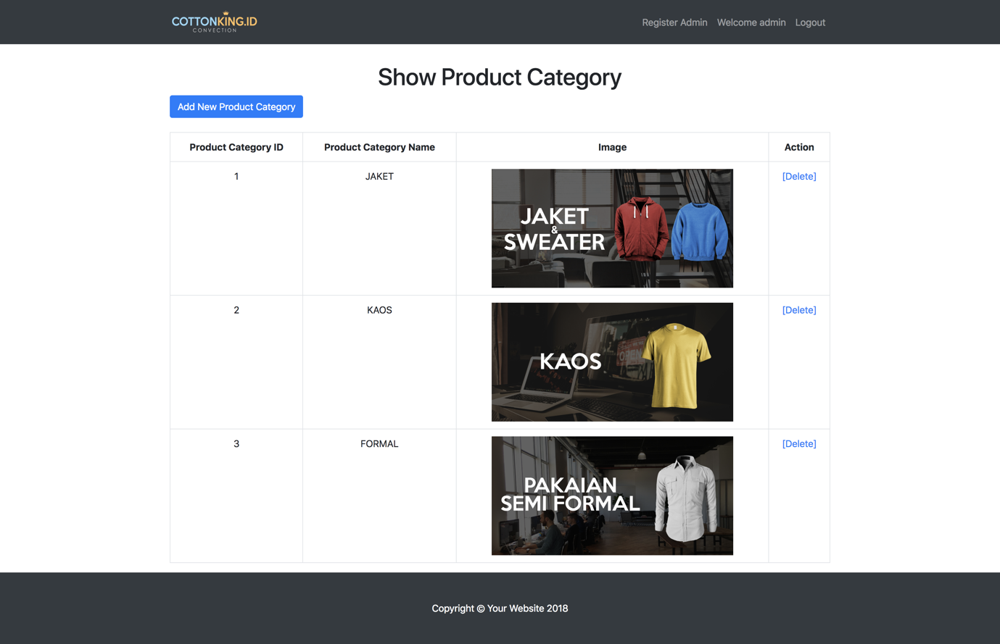 COTTONKING.ID
CONVECTION
Register Admin Welcome admin Logout
Show Product Category
Add New Product Category
Product Category ID Product Category Name Image Action
1 JAKET [Delete]
JAKET
&
SWEATER
2 KAOS [Delete]
OPEN
KAOS
3 FORMAL [Delete]
PAKAIAN
SEMI FORMAL
Copyright © Your Website 2018